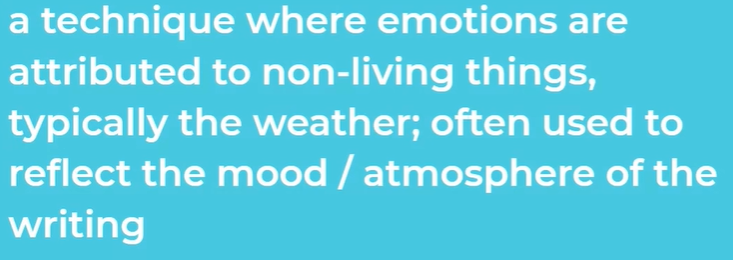 a technique where emotions are
attributed to non-living things,
typically the weather; often used to
reflect the mood / atmosphere of the
writing